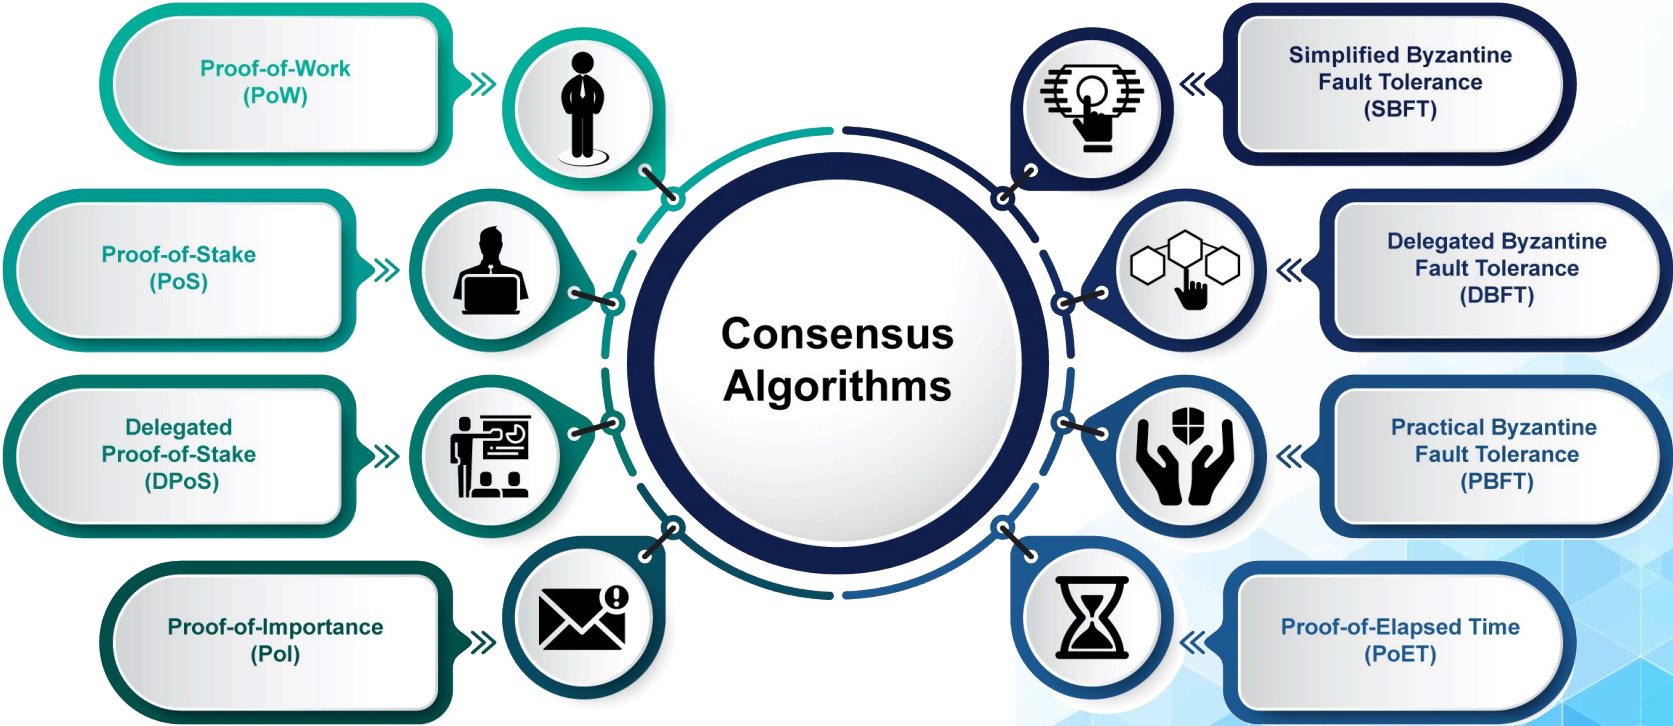 Proof-of-Work
(PoW)
Proof-of-Stake
(PoS)
Delegated
Proof-of-Stake
(DPoS)
Proof-of-Importance
(PoI)
Consensus
Algorithms
Simplified Byzantine
Fault Tolerance
(SBFT)
Delegated Byzantine
Fault Tolerance
(DBFT)
Practical Byzantine
Fault Tolerance
(PBFT)
Proof-of-Elapsed Time
(PoET)